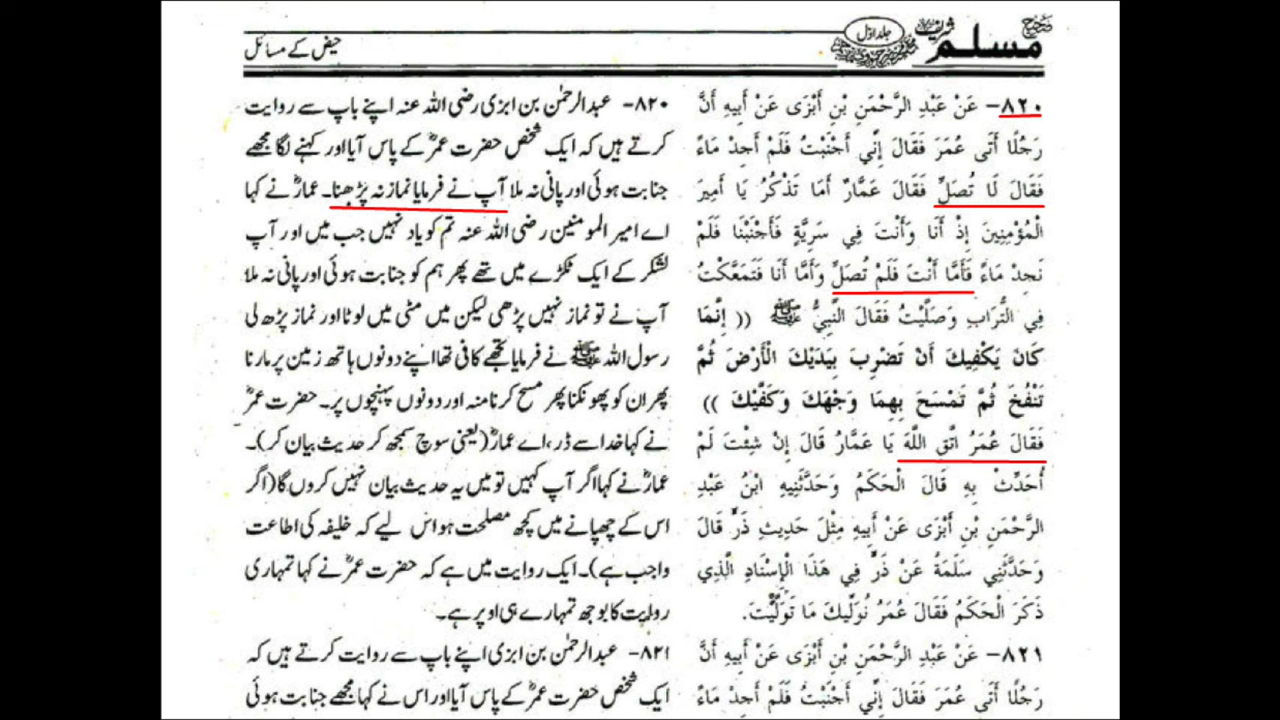 صحیح مسلم شریف
جلد اوّل
حیض کے مسائل
٨٢٠- عَنْ عَبْدِ الرَّحْمَنِ بْنِ أَبْزَى عَنْ أَبِيهِ أَنَّ
رَجُلًا أَتَى عُمَرَ فَقَالَ إِنِّي أَجْنَبْتُ فَلَمْ أَجِدْ مَاءً
فَقَالَ لَا تُصَلِّ فَقَالَ عَمَّارٌ أَمَا تَذْكُرُ يَا أَمِيرَ
الْمُؤْمِنِينَ إِذْ أَنَا وَأَنْتَ فِي سَرِيَّةٍ فَأَجْنَبْنَا فَلَمْ
نَجِدْ مَاءً فَأَمَّا أَنْتَ فَلَمْ تُصَلِّ وَأَمَّا أَنَا فَتَمَعَّكْتُ
فِي التُّرَابِ وَصَلَّيْتُ فَقَالَ النَّبِيُّ ﷺ (( إِنَّمَا
كَانَ يَكْفِيكَ أَنْ تَضْرِبَ بِيَدَيْكَ الْأَرْضَ ثُمَّ
تَنْفُخَ ثُمَّ تَمْسَحَ بِهِمَا وَجْهَكَ وَكَفَّيْكَ ))
فَقَالَ عُمَرُ اتَّقِ اللَّهَ يَا عَمَّارُ قَالَ إِنْ شِئْتَ لَمْ
أُحَدِّثْ بِهِ قَالَ الْحَكَمُ وَحَدَّثَنِيهِ ابْنُ عَبْدِ
الرَّحْمَنِ بْنِ أَبْزَى عَنْ أَبِيهِ مِثْلَ حَدِيثِ ذَرٍّ قَالَ
وَحَدَّثَنِي سَلَمَةُ عَنْ ذَرٍّ فِي هَذَا الْإِسْنَادِ الَّذِي
ذَكَرَ الْحَكَمُ فَقَالَ عُمَرُ نُوَلِّيكَ مَا تَوَلَّيْتَ.
٨٢١- عَنْ عَبْدِ الرَّحْمَنِ بْنِ أَبْزَى عَنْ أَبِيهِ أَنَّ
رَجُلًا أَتَى عُمَرَ فَقَالَ إِنِّي أَجْنَبْتُ فَلَمْ أَجِدْ مَاءً
۸۲۰- عبدالرحمٰن بن ابزی رضی اللہ عنہ اپنے باپ سے روایت
کرتے ہیں کہ ایک شخص حضرت عمرؓ کے پاس آیا اور کہنے لگا مجھے
جنابت ہوئی اور پانی نہ ملا آپ نے فرمایا نماز نہ پڑھنا۔ عمارؓ نے کہا
اے امیر المومنین رضی اللہ عنہ تم کو یاد نہیں جب میں اور آپ
لشکر کے ایک ٹکڑے میں تھے پھر ہم کو جنابت ہوئی اور پانی نہ ملا
آپ نے تو نماز نہیں پڑھی لیکن میں مٹی میں لوٹا اور نماز پڑھ لی
رسول اللہ ﷺ نے فرمایا تجھے کافی تھا اپنے دونوں ہاتھ زمین پر مارنا
پھر ان کو پھونکنا پھر مسح کرنا منہ اور دونوں پہنچوں پر۔ حضرت عمرؓ
نے کہا خدا سے ڈر، اے عمارؓ (یعنی سوچ سمجھ کر حدیث بیان کر)۔
عمارؓ نے کہا اگر آپ کہیں تو میں یہ حدیث بیان نہیں کروں گا (اگر
اس کے چھپانے میں کچھ مصلحت ہو اس لیے کہ خلیفہ کی اطاعت
واجب ہے)۔ ایک روایت میں ہے کہ حضرت عمرؓ نے کہا تمہاری
روایت کا بوجھ تمہارے ہی اوپر ہے۔
۸۲۱- عبدالرحمٰن بن ابزی اپنے باپ سے روایت کرتے ہیں کہ
ایک شخص حضرت عمرؓ کے پاس آیا اور اس نے کہا مجھے جنابت ہوئی